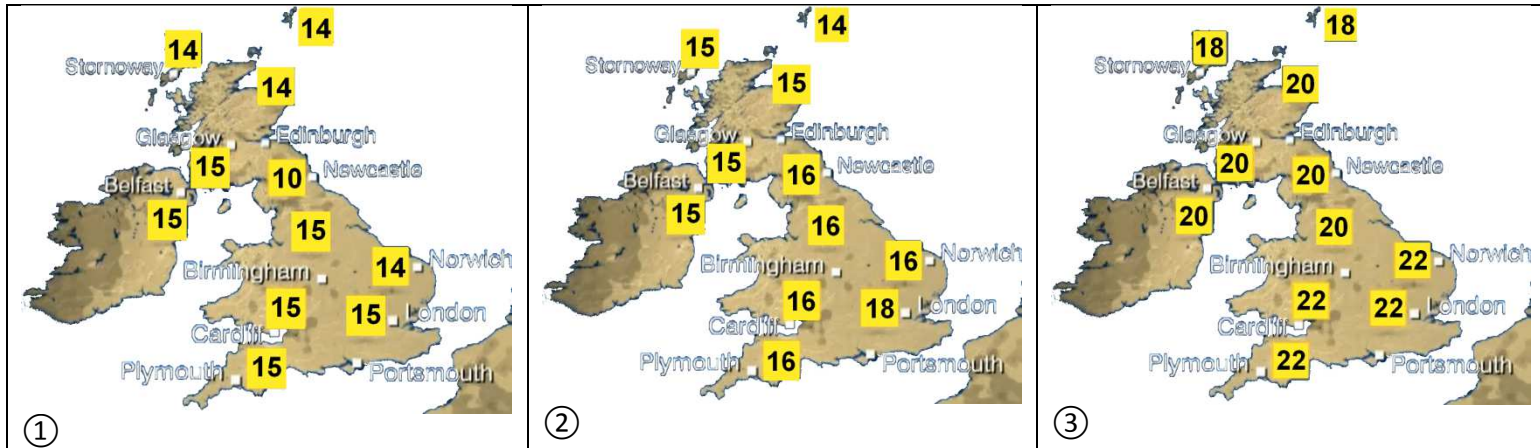 14
14
Stornoway
14
Glasgow
Edinburgh
15
10
Newcastle
Belfast
15
15
14
Norwich
Birmingham
15
15
London
Cardiff
15
Plymouth
Portsmouth
①
14
15
Stornoway
15
Glasgow
Edinburgh
15
16
Newcastle
Belfast
15
16
16
Norwich
Birmingham
16
18
London
Cardiff
16
Plymouth
Portsmouth
②
18
18
Stornoway
20
Glasgow
Edinburgh
20
20
Newcastle
Belfast
20
20
22
Norwich
Birmingham
22
22
London
Cardiff
22
Plymouth
Portsmouth
③